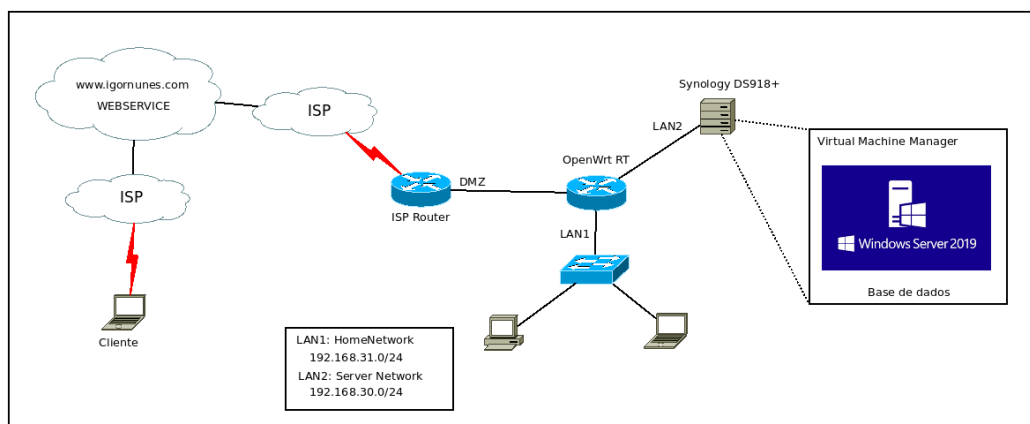 www.igornunes.com
WEBSERVICE
ISP
ISP
Cliente
ISP Router
DMZ
OpenWrt RT
LAN2
Synology DS918+
LAN1
Virtual Machine Manager
Windows Server 2019
Base de dados
LAN1: HomeNetwork
192.168.31.0/24
LAN2: Server Network
192.168.30.0/24